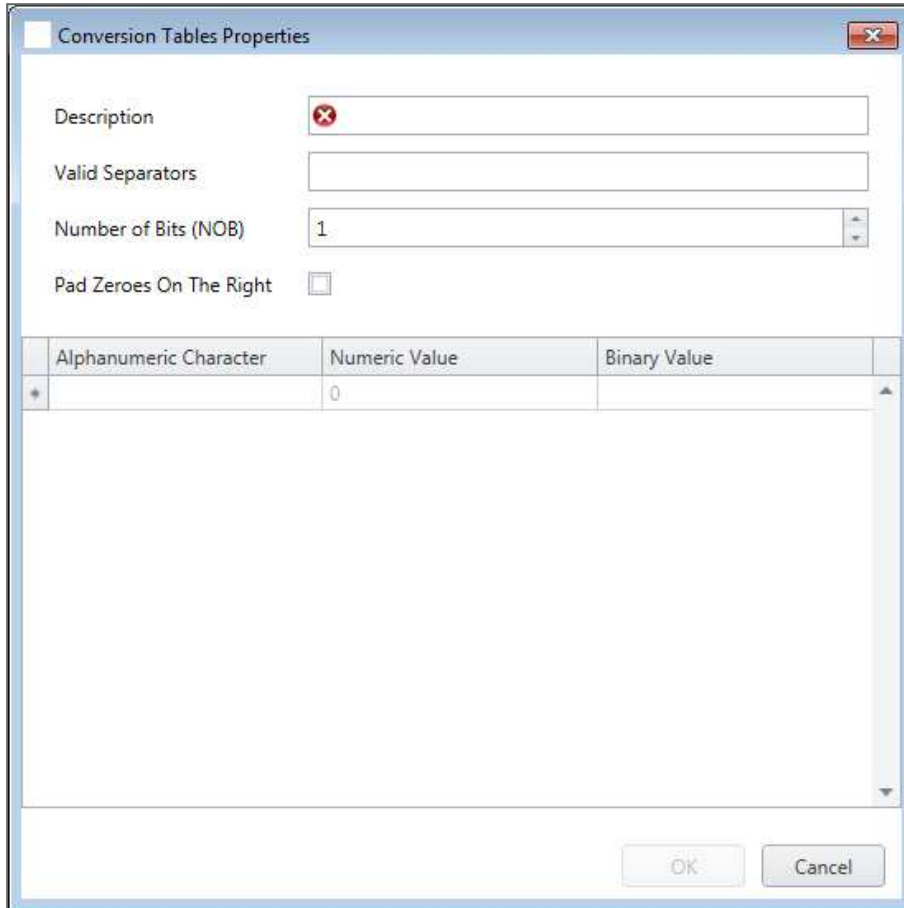 Conversion Tables Properties
Description
Valid Separators
Number of Bits (NOB) 1
Pad Zeroes On The Right
Alphanumeric Character Numeric Value Binary Value
0
OK Cancel